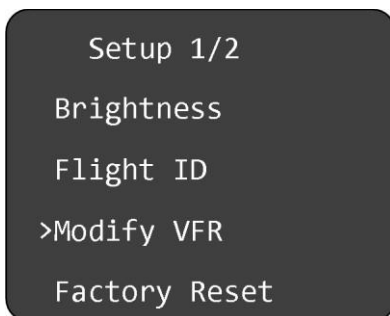 Setup 1/2
Brightness
Flight ID
>Modify VFR
Factory Reset